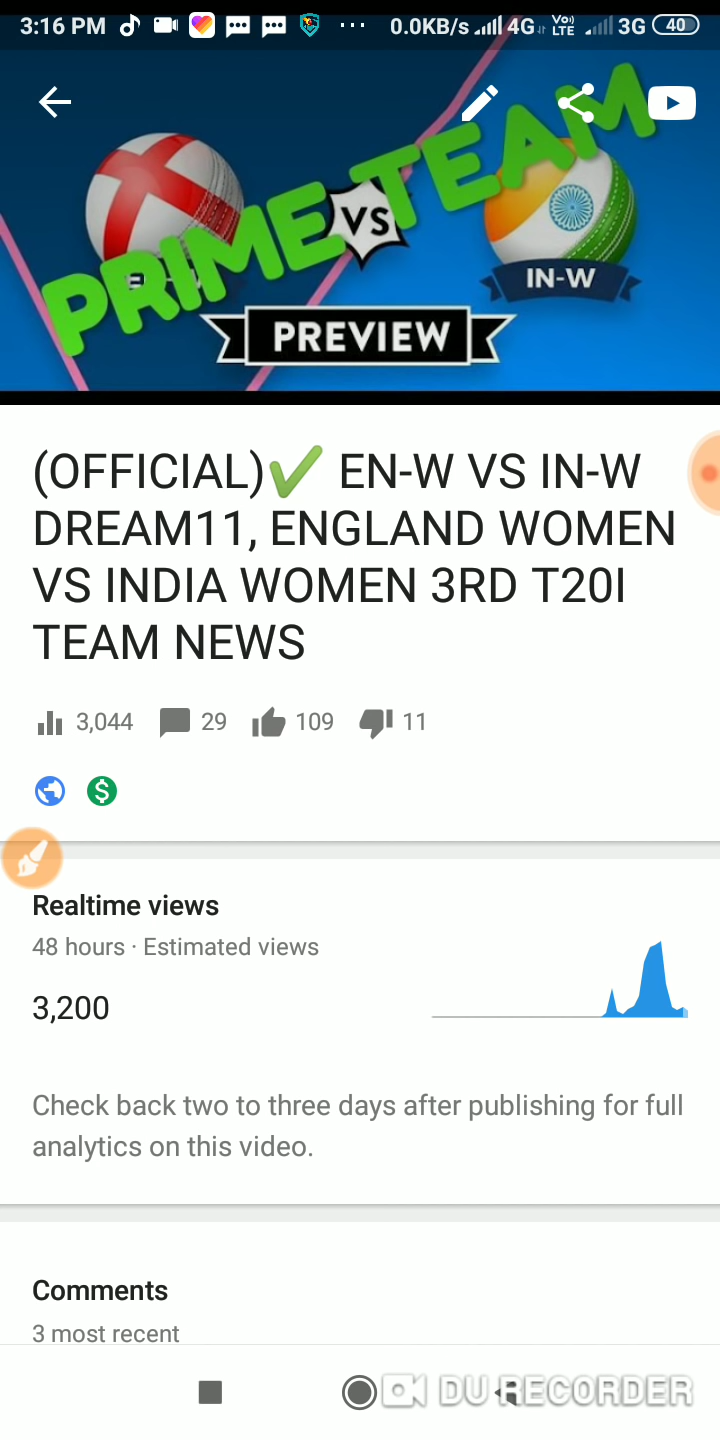 3:16 PM ... 0.0KB/s 4G Vo)) LTE 3G 40
PRIME TEAM
VS
IN-W
PREVIEW
(OFFICIAL)✔ EN-W VS IN-W
DREAM11, ENGLAND WOMEN
VS INDIA WOMEN 3RD T20I
TEAM NEWS
3,044 29 109 11
Realtime views
48 hours · Estimated views
3,200
Check back two to three days after publishing for full
analytics on this video.
Comments
3 most recent
DU RECORDER